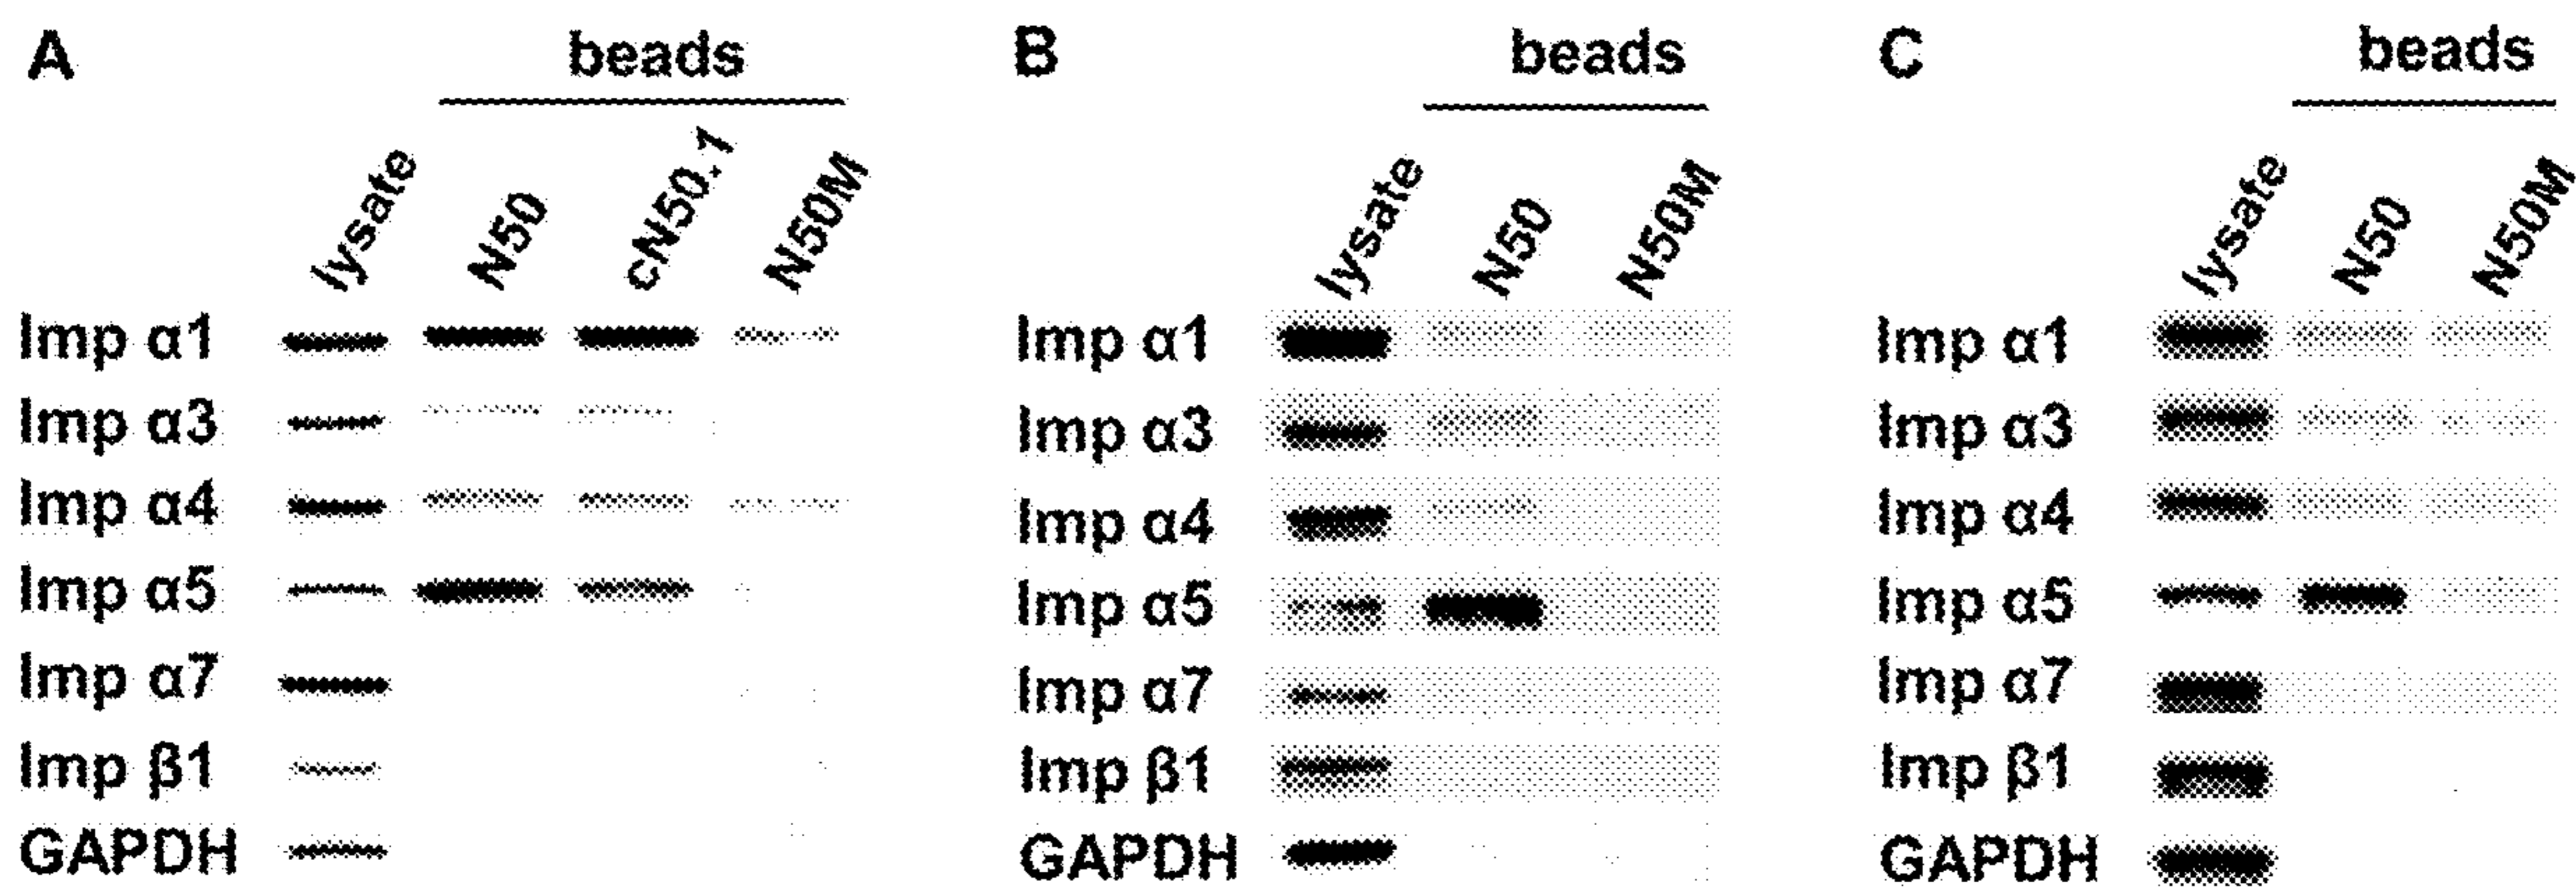 A
beads
lysate
N50
cN50.1
N50M
Imp α1
Imp α3
Imp α4
Imp α5
Imp α7
Imp β1
GAPDH
B
beads
lysate
N50
N50M
Imp α1
Imp α3
Imp α4
Imp α5
Imp α7
Imp β1
GAPDH
C
beads
lysate
N50
N50M
Imp α1
Imp α3
Imp α4
Imp α5
Imp α7
Imp β1
GAPDH